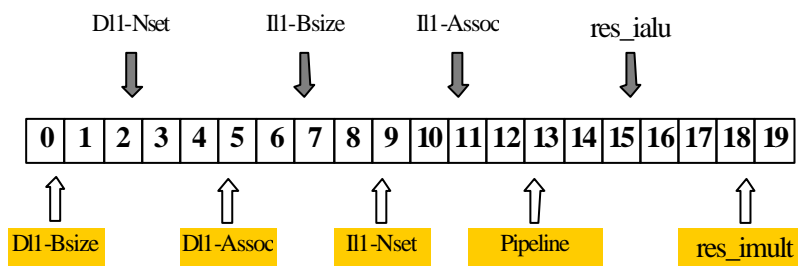 Dl1-Nset Il1-Bsize Il1-Assoc res_ialu
0 1 2 3 4 5 6 7 8 9 10 11 12 13 14 15 16 17 18 19
Dl1-Bsize Dl1-Assoc Il1-Nset Pipeline res_imult